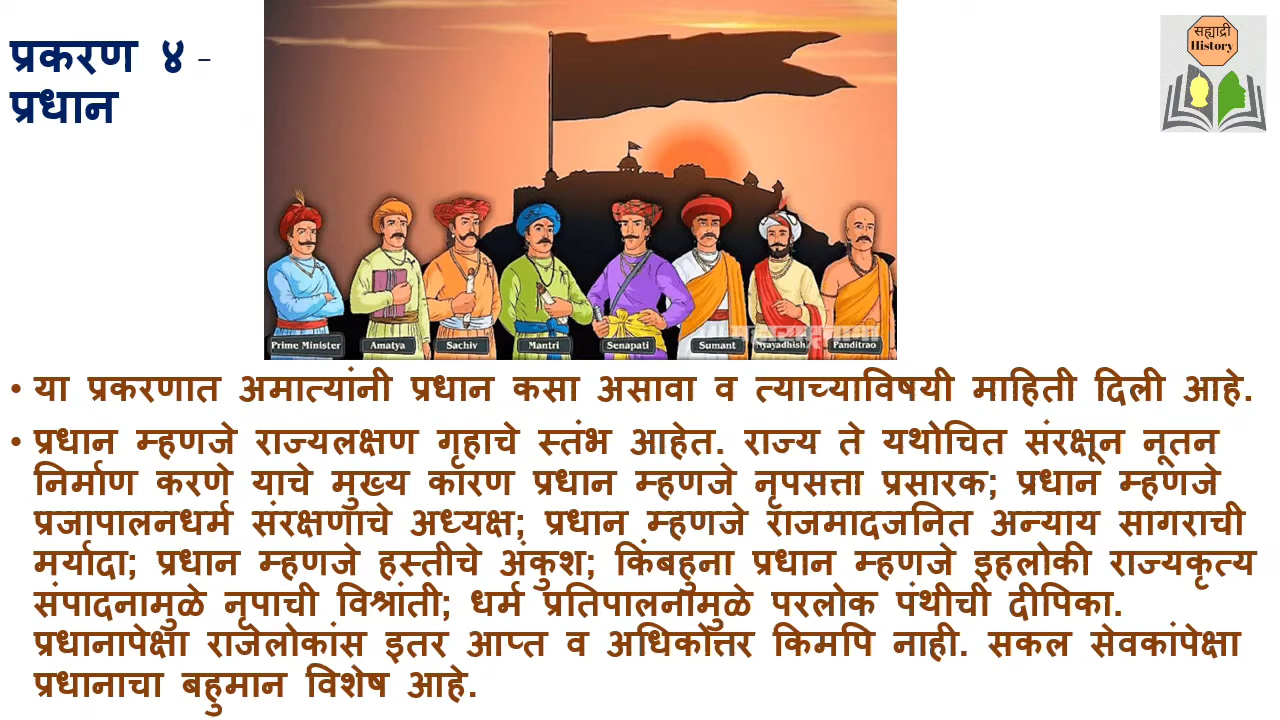 प्रकरण ४ -
प्रधान
सह्याद्री
History
Prime Minister
Amatya
Sachiv
Mantri
Senapati
Sumant
Nyayadhish
Panditrao
• या प्रकरणात अमात्यांनी प्रधान कसा असावा व त्याच्याविषयी माहिती दिली आहे.
• प्रधान म्हणजे राज्यलक्षण गृहाचे स्तंभ आहेत. राज्य ते यथोचित संरक्षून नूतन
निर्माण करणे याचे मुख्य कारण प्रधान म्हणजे नृपसत्ता प्रसारक; प्रधान म्हणजे
प्रजापालनधर्म संरक्षणाचे अध्यक्ष; प्रधान म्हणजे राजमादजनित अन्याय सागराची
मर्यादा; प्रधान म्हणजे हस्तीचे अंकुश; किंबहुना प्रधान म्हणजे इहलोकी राज्यकृत्य
संपादनामुळे नृपाची विश्रांती; धर्म प्रतिपालनामुळे परलोक पंथीची दीपिका.
प्रधानापेक्षा राजेलोकांस इतर आप्त व अधिकोत्तर किमपि नाही. सकल सेवकांपेक्षा
प्रधानाचा बहुमान विशेष आहे.